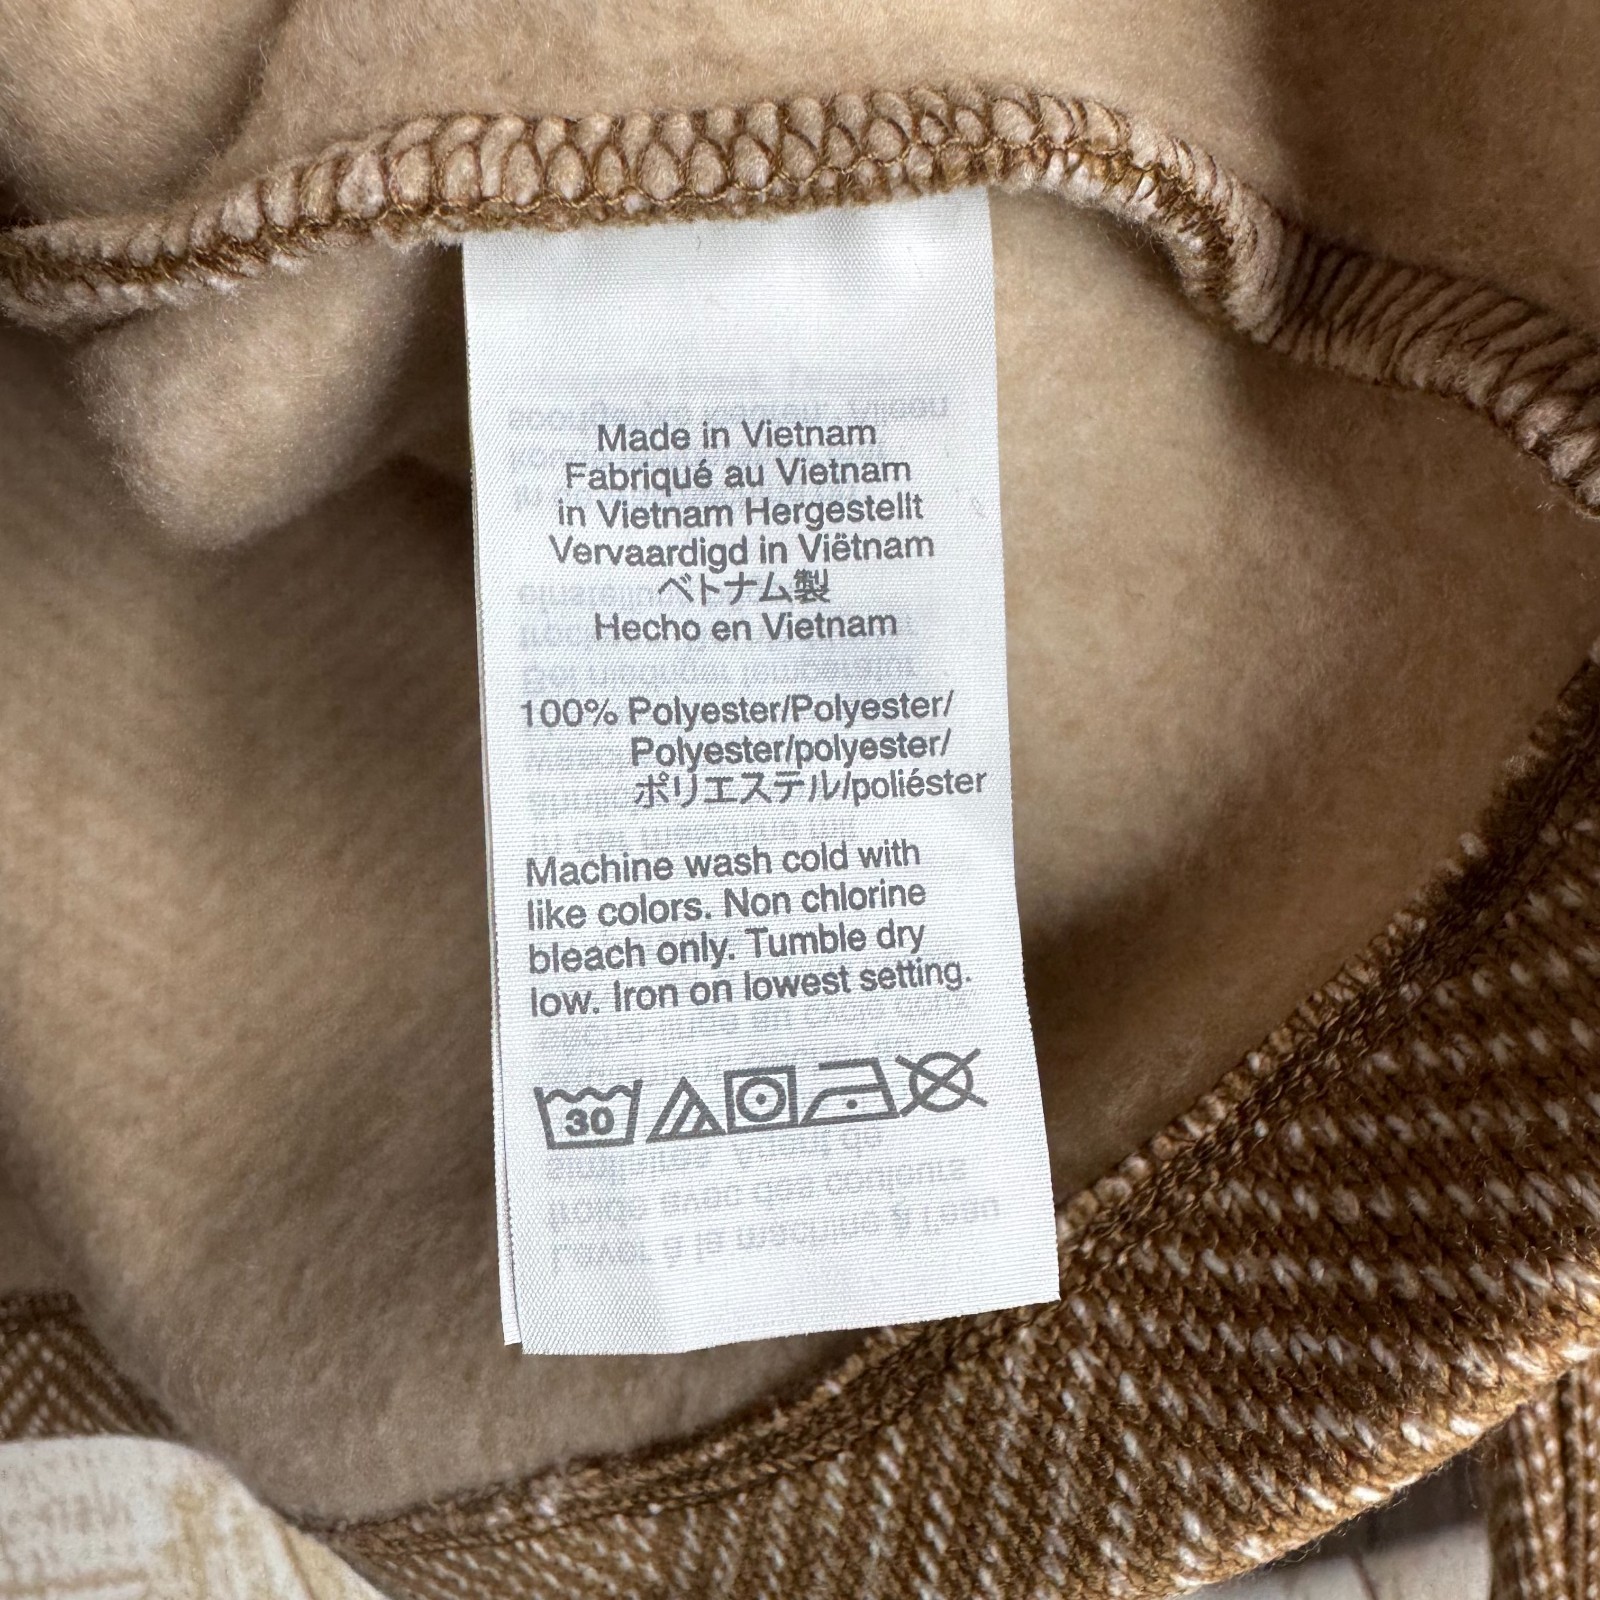 Made in Vietnam
Fabriqué au Vietnam
in Vietnam Hergestellt
Vervaardigd in Viëtnam
ベトナム製
Hecho en Vietnam
100% Polyester/Polyester/
Polyester/polyester/
ポリエステル/poliéster
Machine wash cold with
like colors. Non chlorine
bleach only. Tumble dry
low. Iron on lowest setting.
30